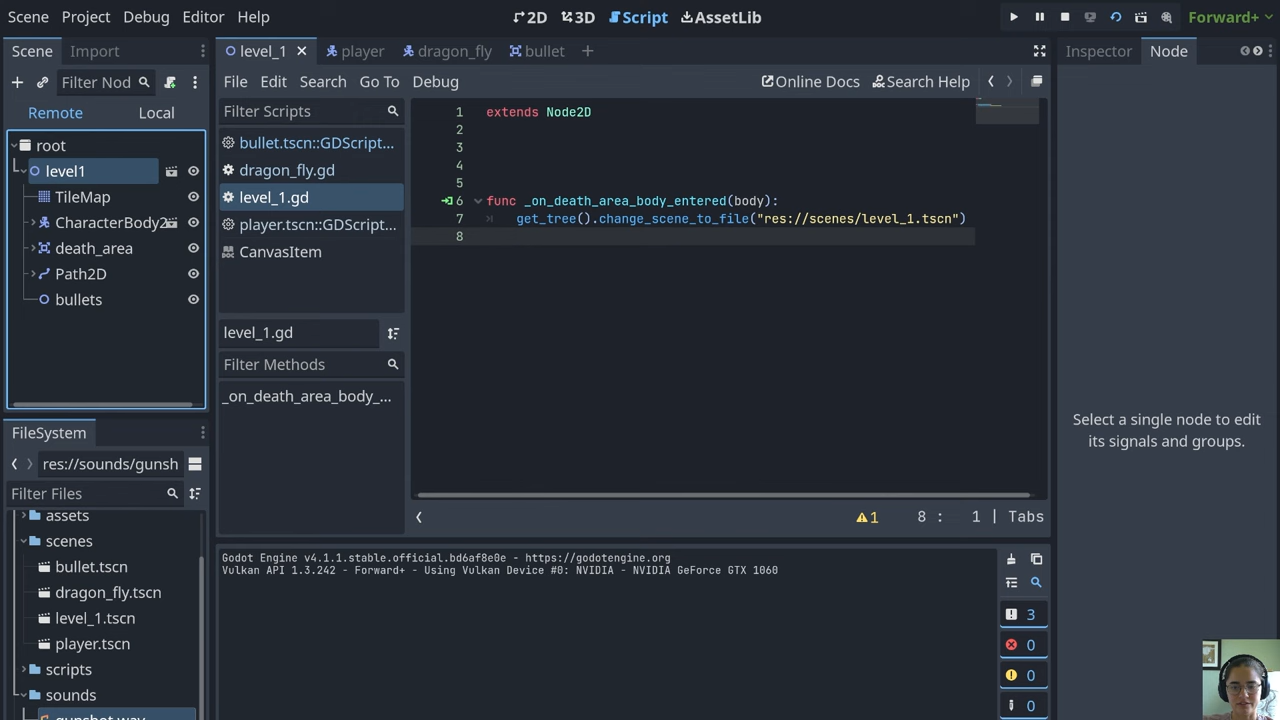 Scene Project Debug Editor Help
2D 3D Script AssetLib
Forward+
Scene Import
level_1 player dragon_fly bullet
Inspector Node
Filter Nod
File Edit Search Go To Debug
Online Docs Search Help
Remote Local
Filter Scripts
root
level1
TileMap
CharacterBody2
death_area
Path2D
bullets
bullet.tscn::GDScript...
dragon_fly.gd
level_1.gd
player.tscn::GDScript...
CanvasItem
level_1.gd
Filter Methods
_on_death_area_body_...
1 extends Node2D
2
3
4
5
6 func _on_death_area_body_entered(body):
7 get_tree().change_scene_to_file("res://scenes/level_1.tscn")
8
Select a single node to edit
its signals and groups.
1 8 : 1 | Tabs
FileSystem
res://sounds/gunsh
Filter Files
assets
scenes
bullet.tscn
dragon_fly.tscn
level_1.tscn
player.tscn
scripts
sounds
gunshot.wav
Godot Engine v4.1.1.stable.official.bd6af8e0e - https://godotengine.org
Vulkan API 1.3.242 - Forward+ - Using Vulkan Device #0: NVIDIA - NVIDIA GeForce GTX 1060
3
0
0
0